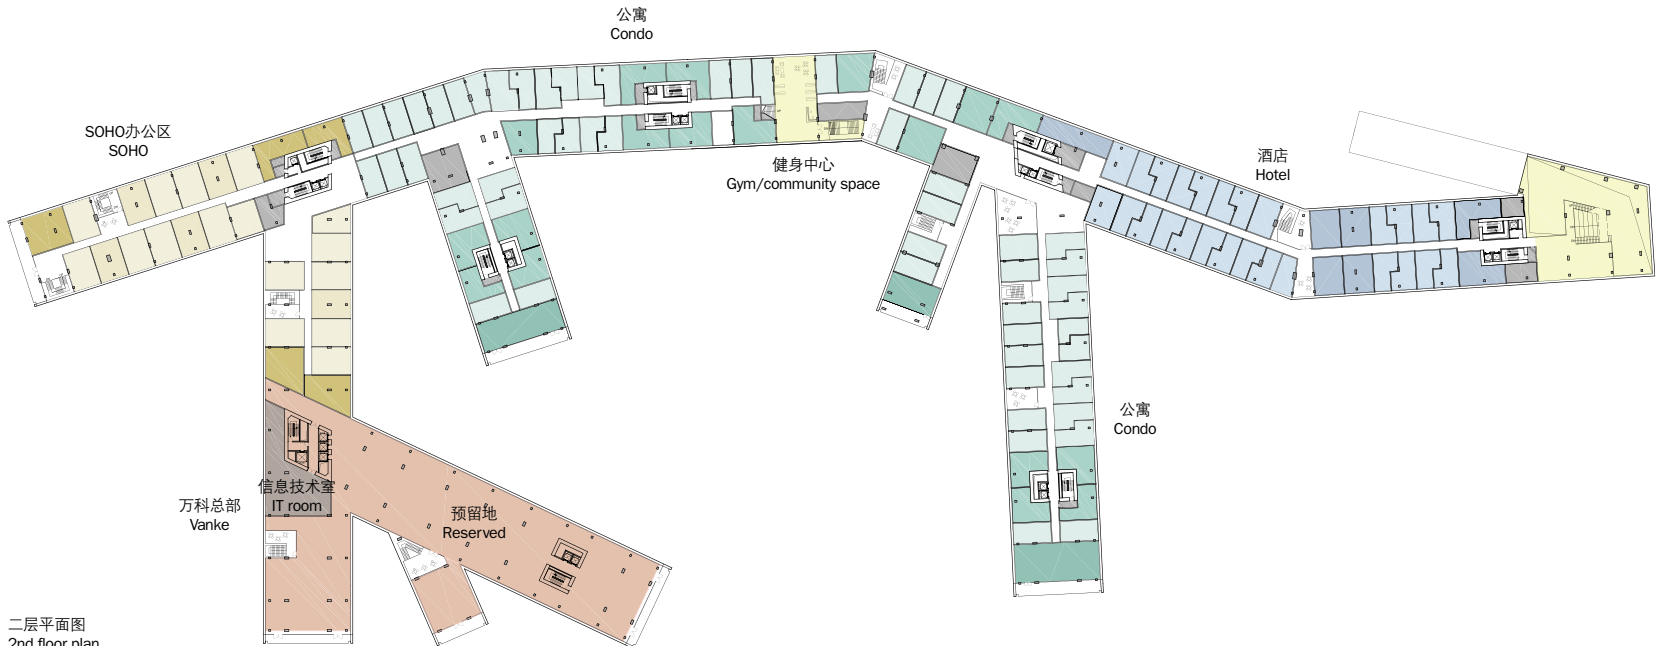 公寓
Condo
SOHO办公区
SOHO
健身中心
Gym/community space
酒店
Hotel
公寓
Condo
信息技术室
IT room
万科总部
Vanke
预留地
Reserved
二层平面图
2nd floor plan